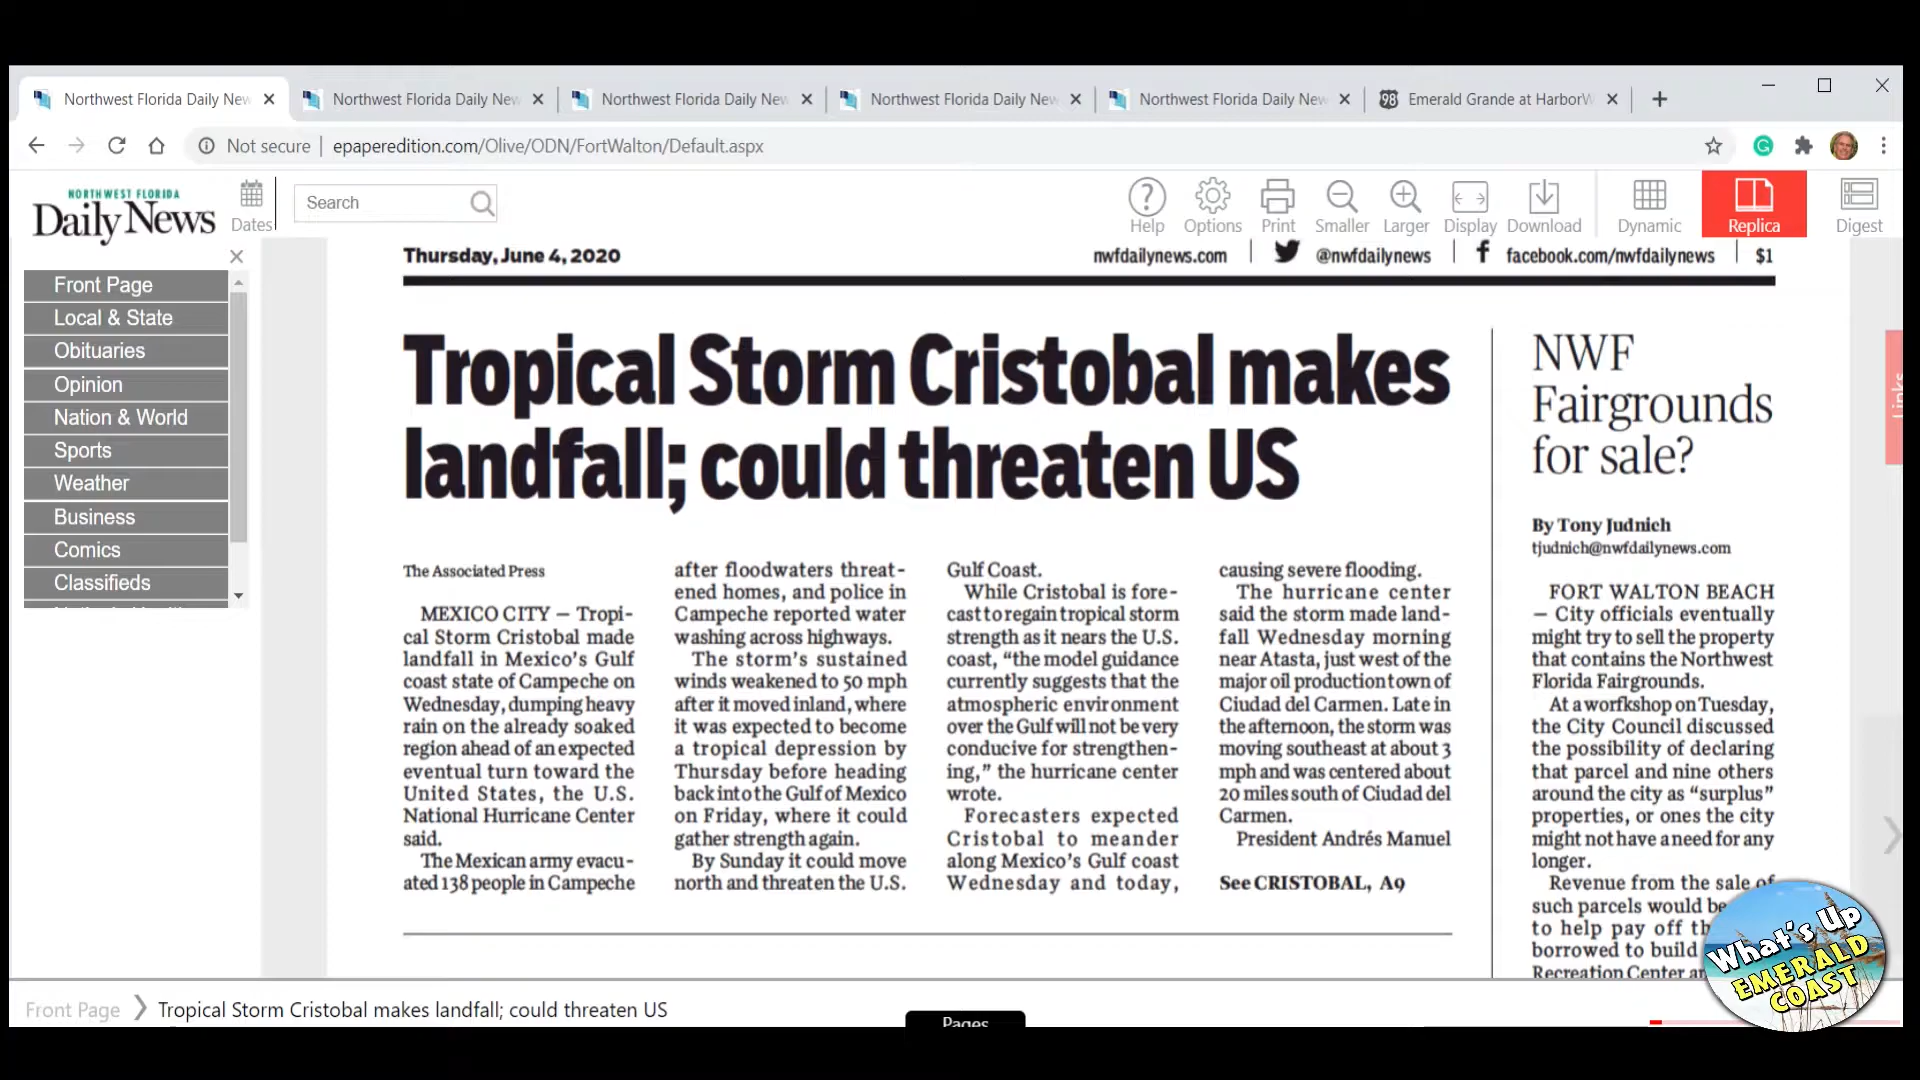 Northwest Florida Daily New
Northwest Florida Daily New
Northwest Florida Daily New
Northwest Florida Daily New
Northwest Florida Daily New
98
Emerald Grande at HarborW
Not secure
epaperedition.com/Olive/ODN/FortWalton/Default.aspx
NORTHWEST FLORIDA
Daily News
Dates
Search
Help
Options
Print
Smaller
Larger
Display
Download
Dynamic
Replica
Digest
Front Page
Local & State
Obituaries
Opinion
Nation & World
Sports
Weather
Business
Comics
Classifieds
Thursday, June 4, 2020
nwfdailynews.com
@nwfdailynews
facebook.com/nwfdailynews
$1
Tropical Storm Cristobal makes
landfall; could threaten US
The Associated Press
MEXICO CITY — Tropi-
cal Storm Cristobal made
landfall in Mexico's Gulf
coast state of Campeche on
Wednesday, dumping heavy
rain on the already soaked
region ahead of an expected
eventual turn toward the
United States, the U.S.
National Hurricane Center
said.
The Mexican army evacu-
ated 138 people in Campeche
after floodwaters threat-
ened homes, and police in
Campeche reported water
washing across highways.
The storm's sustained
winds weakened to 50 mph
after it moved inland, where
it was expected to become
a tropical depression by
Thursday before heading
back into the Gulf of Mexico
on Friday, where it could
gather strength again.
By Sunday it could move
north and threaten the U.S.
Gulf Coast.
While Cristobal is fore-
cast to regain tropical storm
strength as it nears the U.S.
coast, "the model guidance
currently suggests that the
atmospheric environment
over the Gulf will not be very
conducive for strengthen-
ing," the hurricane center
wrote.
Forecasters expected
Cristobal to meander
along Mexico's Gulf coast
Wednesday and today,
causing severe flooding.
The hurricane center
said the storm made land-
fall Wednesday morning
near Atasta, just west of the
major oil production town of
Ciudad del Carmen. Late in
the afternoon, the storm was
moving southeast at about 3
mph and was centered about
20 miles south of Ciudad del
Carmen.
President Andrés Manuel
See CRISTOBAL, A9
NWF
Fairgrounds
for sale?
By Tony Judnich
tjudnich@nwfdailynews.com
FORT WALTON BEACH
— City officials eventually
might try to sell the property
that contains the Northwest
Florida Fairgrounds.
At a worfkshop on Tuesday,
the City Council discussed
the possibility of declaring
that parcel and nine others
around the city as "surplus"
properties, or ones the city
might not have a need for any
longer.
Revenue from the sale of
such parcels would be
to help pay off th
borrowed to build
Recreation Center
Links
What's Up
EMERALD
COAST
Front Page
Tropical Storm Cristobal makes landfall; could threaten US
Pages